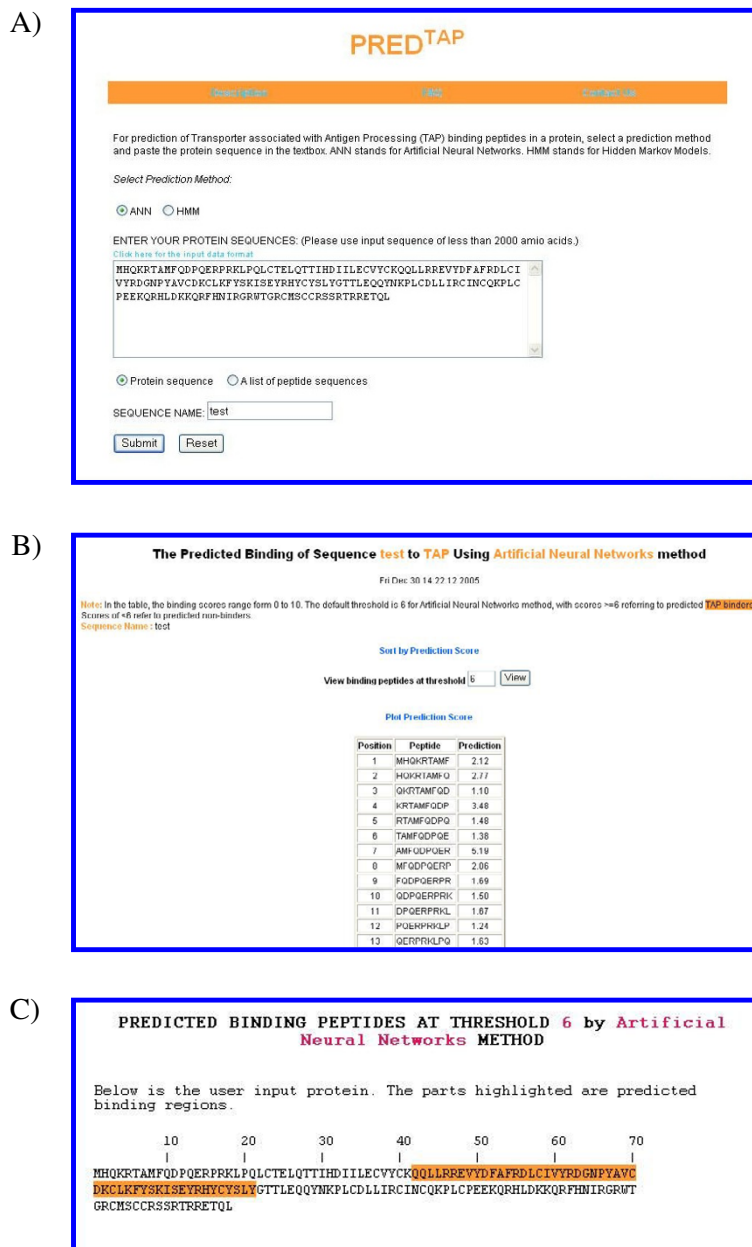 A)
PRED^TAP
Description FAQ Contact Us
For prediction of Transporter associated with Antigen Processing (TAP) binding peptides in a protein, select a prediction method
and paste the protein sequence in the textbox. ANN stands for Artificial Neural Networks. HMM stands for Hidden Markov Models.
Select Prediction Method:
ANN HMM
ENTER YOUR PROTEIN SEQUENCES: (Please use input sequence of less than 2000 amio acids.)
Click here for the input data format
MHQKRTAMFQDPQERPRKLPQLCTELQTTIHDIILECVYCKQQLLRREVYDFAFRDLCI
VYRDGNPYAVCDKCLKFYSKISEYRHYCYSLYGTTLEQQYNKPLCDLLIRCINCQKPLC
PEEKQRHLDKKQRFHNIRGRWTGRCMSCCRSSRTRRETQL
Protein sequence A list of peptide sequences
SEQUENCE NAME: test
Submit Reset
B)
The Predicted Binding of Sequence test to TAP Using Artificial Neural Networks method
Fri Dec 30 14:22:12 2005
Note: In the table, the binding scores range form 0 to 10. The default threshold is 6 for Artificial Neural Networks method, with scores >=6 referring to predicted TAP binders
Scores of <6 refer to predicted non-binders.
Sequence Name : test
Sort by Prediction Score
View binding peptides at threshold 6 View
Plot Prediction Score
Position Peptide Prediction
1 MHQKRTAMF 2.12
2 HQKRTAMFQ 2.77
3 QKRTAMFQD 1.10
4 KRTAMFQDP 3.48
5 RTAMFQDPQ 1.48
6 TAMFQDPQE 1.38
7 AMFQDPQER 5.19
8 MFQDPQERP 2.06
9 FQDPQERPR 1.69
10 QDPQERPRK 1.50
11 DPQERPRKL 1.67
12 PQERPRKLP 1.24
13 QERPRKLPQ 1.63
C)
PREDICTED BINDING PEPTIDES AT THRESHOLD 6 by Artificial
Neural Networks METHOD
Below is the user input protein. The parts highlighted are predicted
binding regions.
10 20 30 40 50 60 70
| | | | | | |
MHQKRTAMFQDPQERPRKLPQLCTELQTTIHDIILECVYCKQQLLRREVYDFAFRDLCIVYRDGNPYAVC
DKCLKFYSKISEYRHYCYSLYGTTLEQQYNKPLCDLLIRCINCQKPLCPEEKQRHLDKKQRFHNIRGRWT
GRCMSCCRSSRTRRETQL